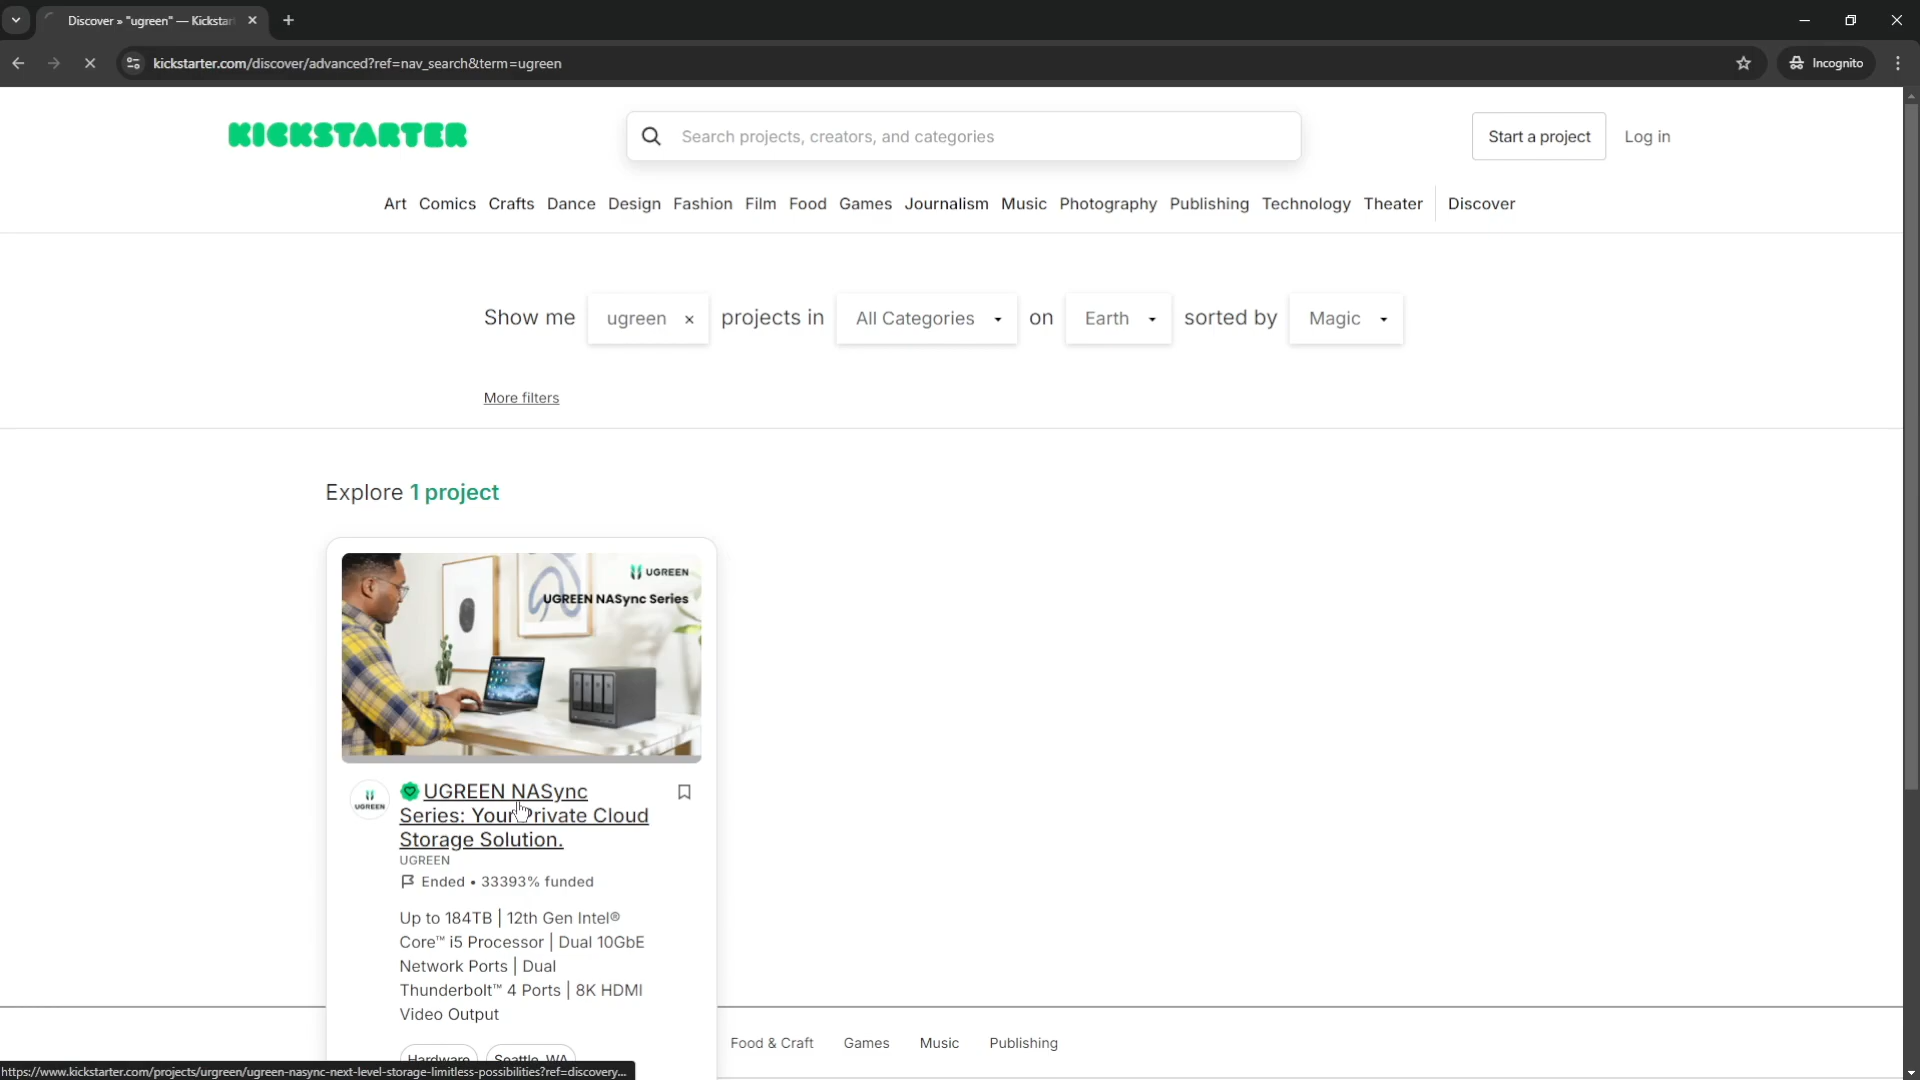 Discover » "ugreen" — Kickstar
kickstarter.com/discover/advanced?ref=nav_search&term=ugreen
Incognito
KICKSTARTER
Search projects, creators, and categories
Start a project
Log in
Art Comics Crafts Dance Design Fashion Film Food Games Journalism Music Photography Publishing Technology Theater Discover
Show me ugreen × projects in All Categories on Earth sorted by Magic
More filters
Explore 1 project
UGREEN
UGREEN NASync Series
UGREEN
UGREEN NASync
Series: Your Private Cloud
Storage Solution.
UGREEN
Ended • 33393% funded
Up to 184TB | 12th Gen Intel®
Core™ i5 Processor | Dual 10GbE
Network Ports | Dual
Thunderbolt™ 4 Ports | 8K HDMI
Video Output
Hardware Seattle, WA
Food & Craft Games Music Publishing
https://www.kickstarter.com/projects/urgreen/ugreen-nasync-next-level-storage-limitless-possibilities?ref=discovery...